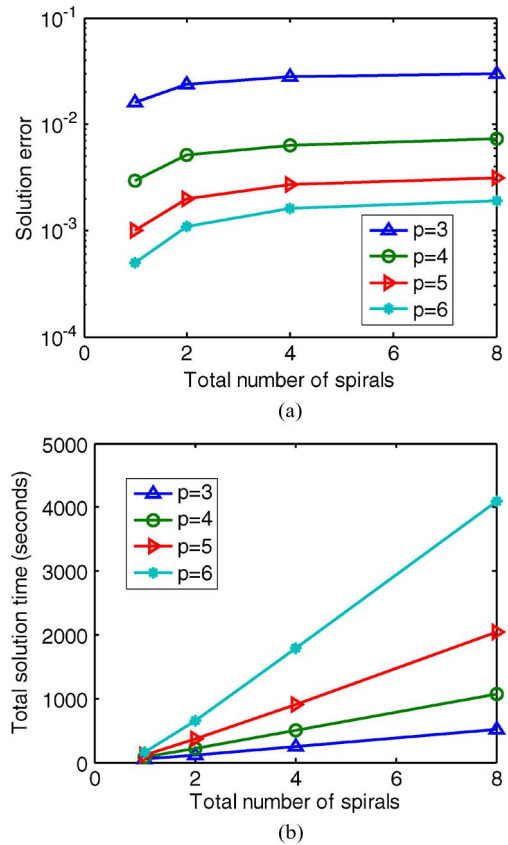 10^-1
10^-2
10^-3
10^-4
Solution error
p=3
p=4
p=5
p=6
0 2 4 6 8
Total number of spirals
(a)
5000
4000
3000
2000
1000
0
Total solution time (seconds)
p=3
p=4
p=5
p=6
0 2 4 6 8
Total number of spirals
(b)